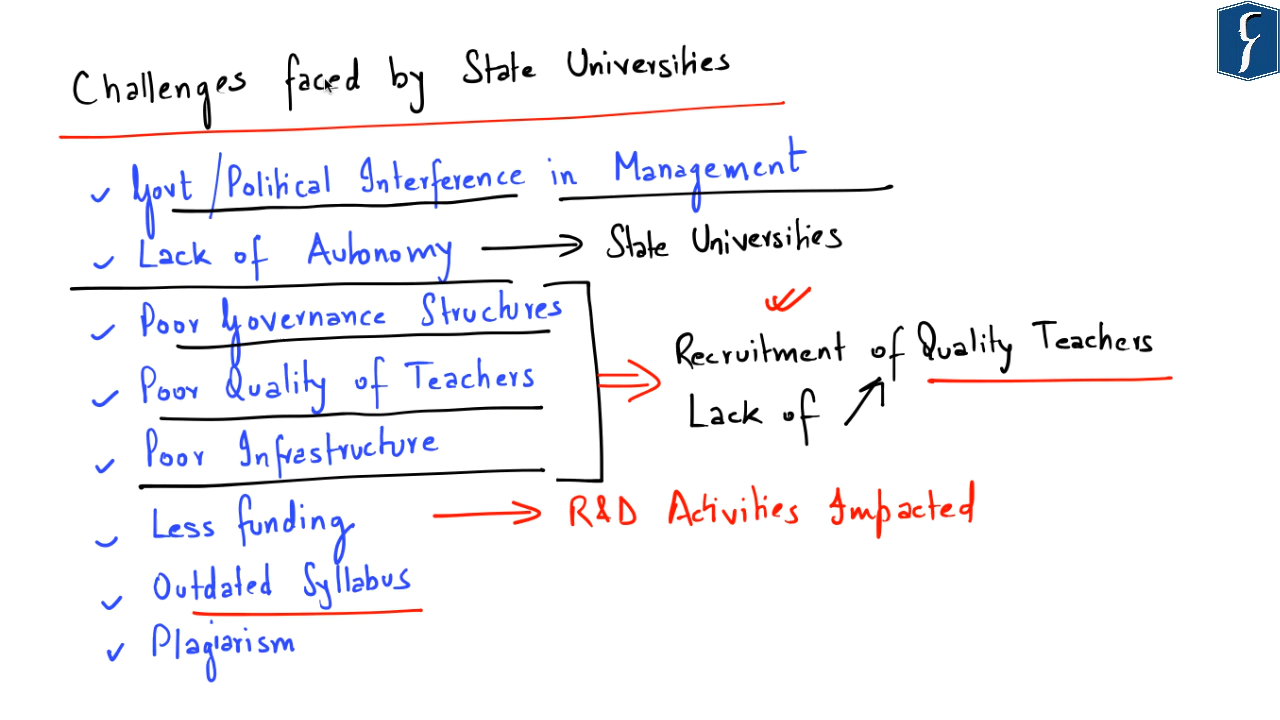 Challenges faced by State Universities
Govt/Political Interference in Management
Lack of Autonomy → State Universities
Poor Governance Structures
Poor Quality of Teachers
Poor Infrastructure
Recruitment of Quality Teachers
Lack of
Less funding → R&D Activities Impacted
Outdated Syllabus
Plagiarism